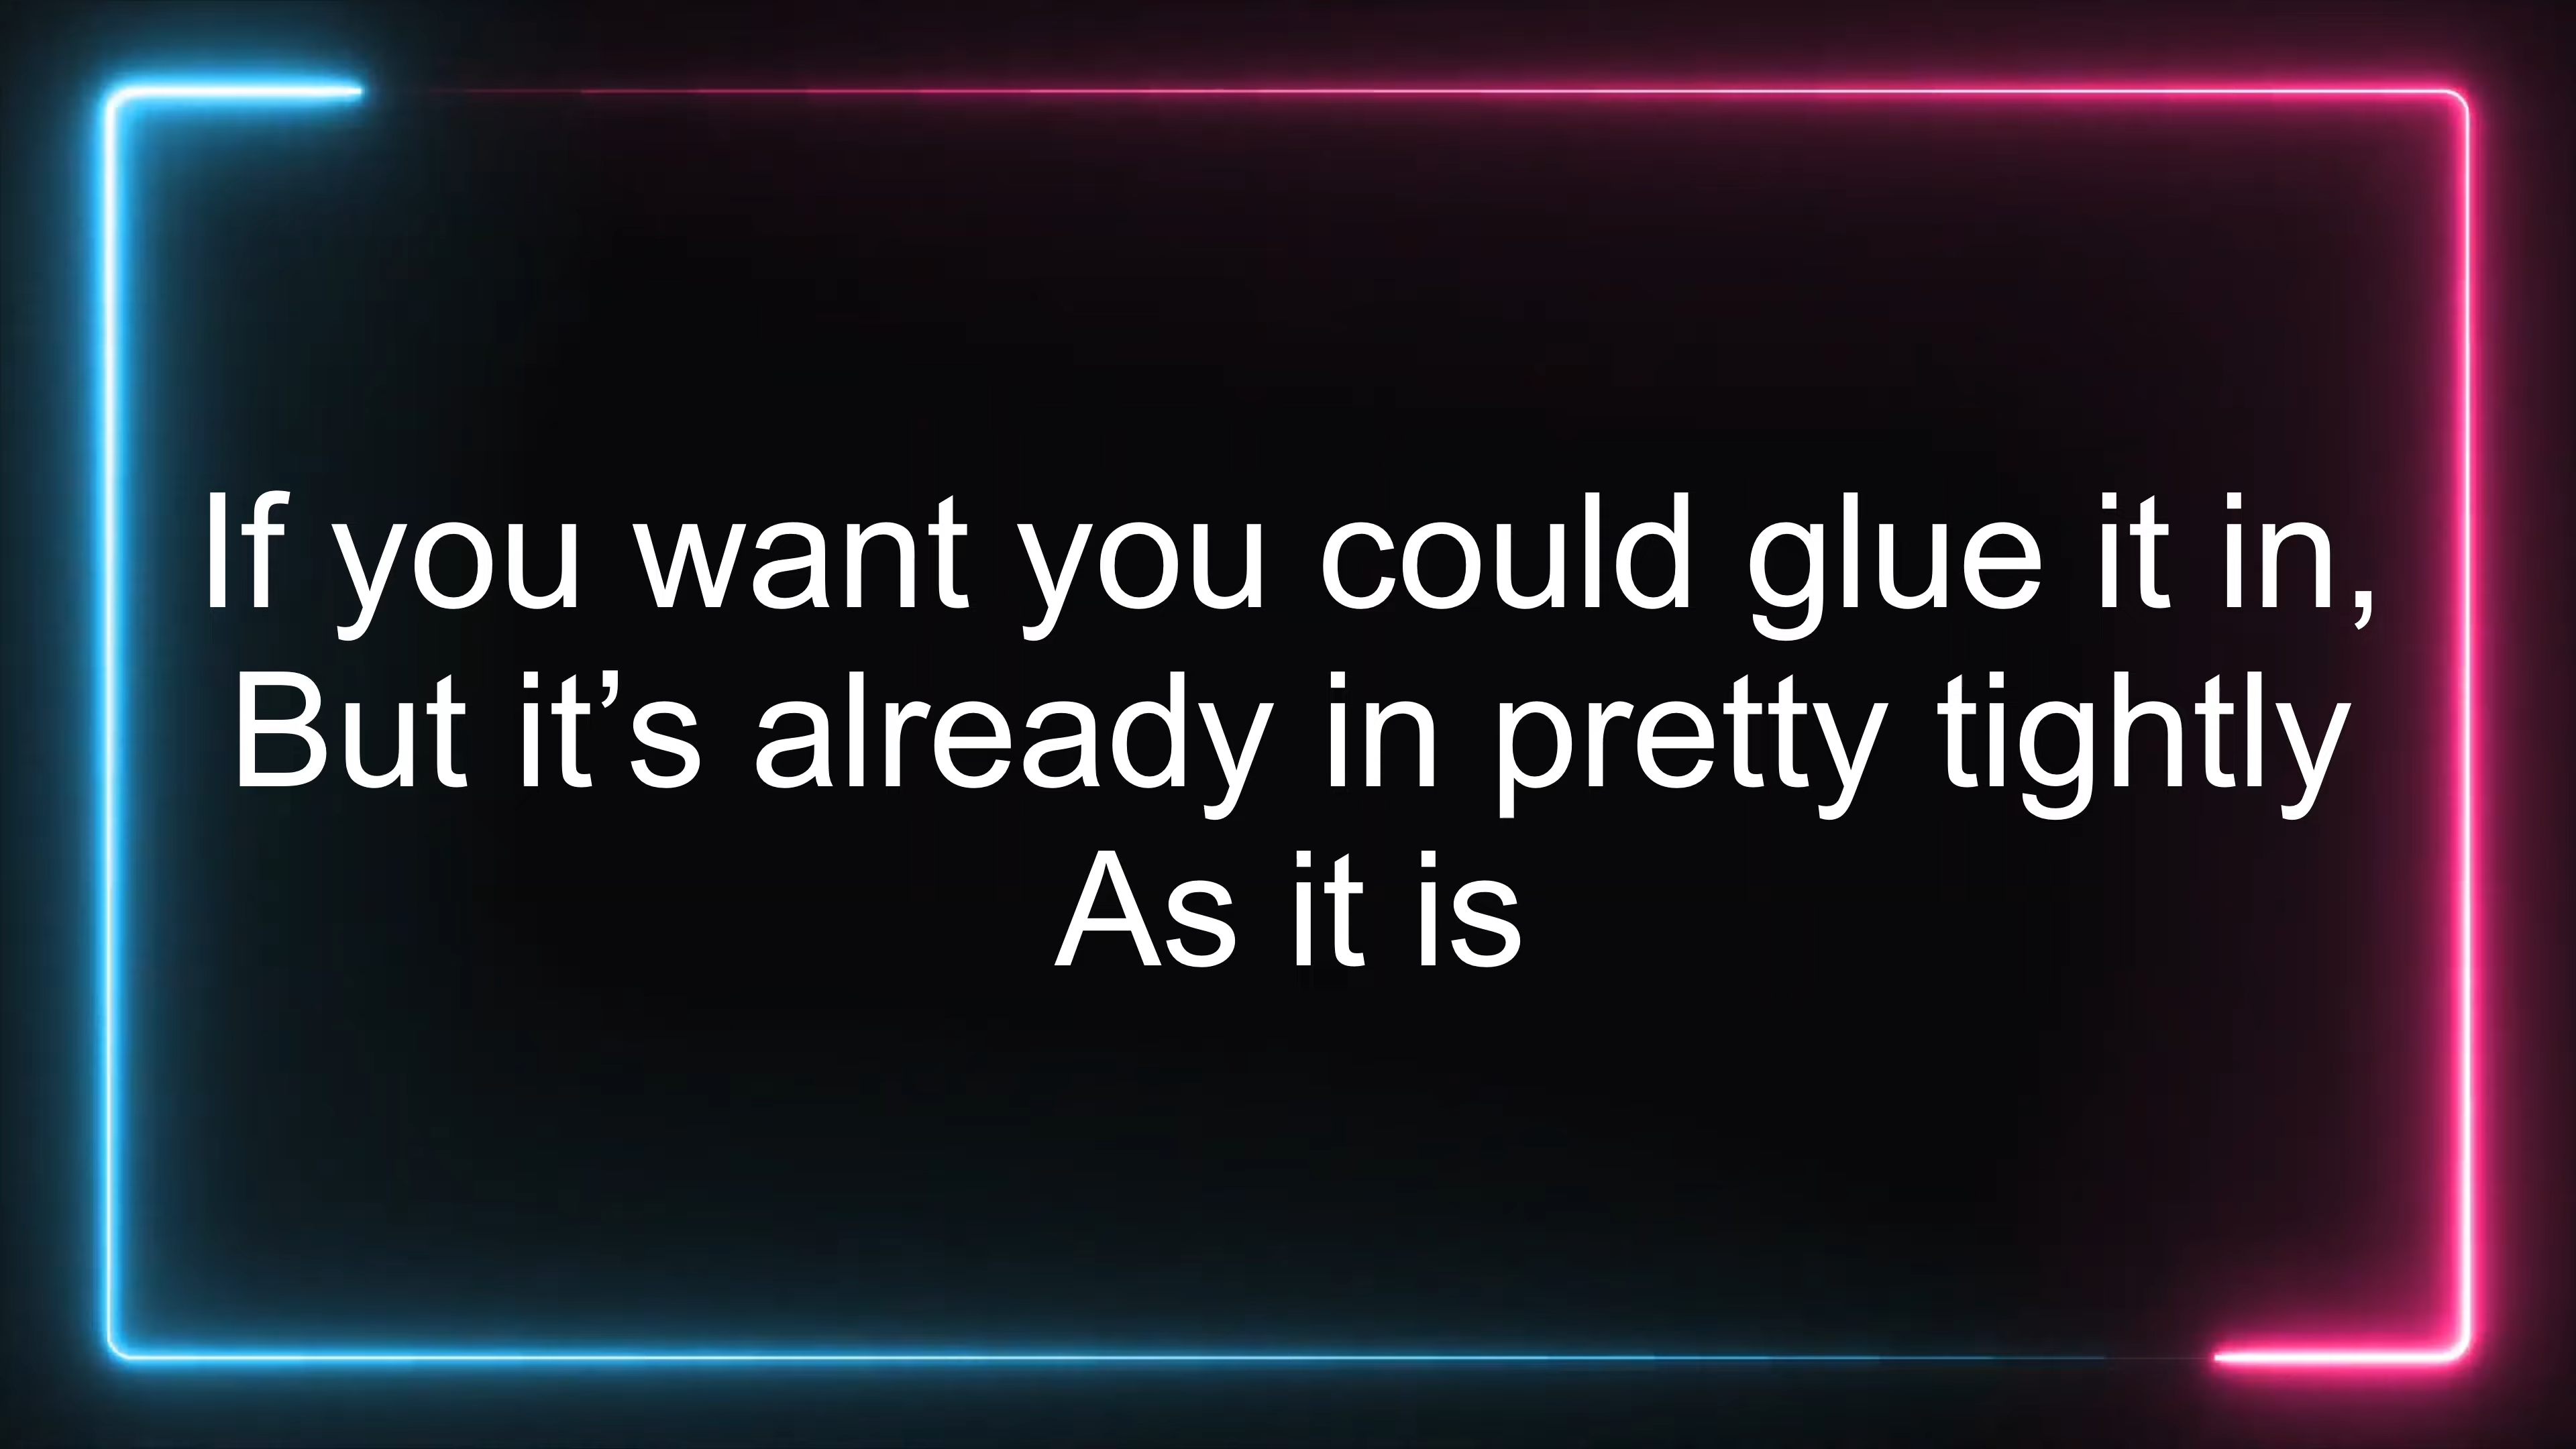 If you want you could glue it in,
But it’s already in pretty tightly
As it is